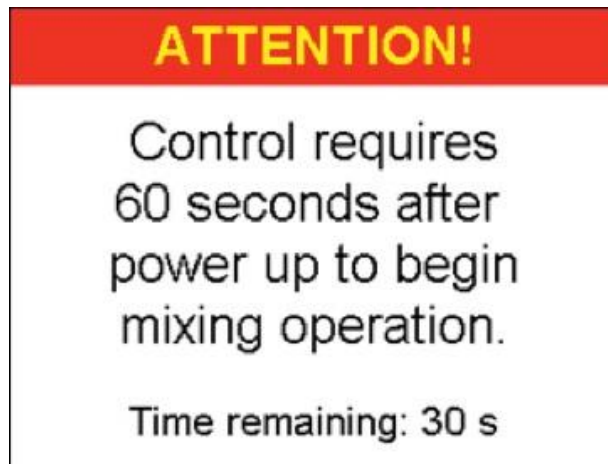 ATTENTION!
Control requires
60 seconds after
power up to begin
mixing operation.
Time remaining: 30 s